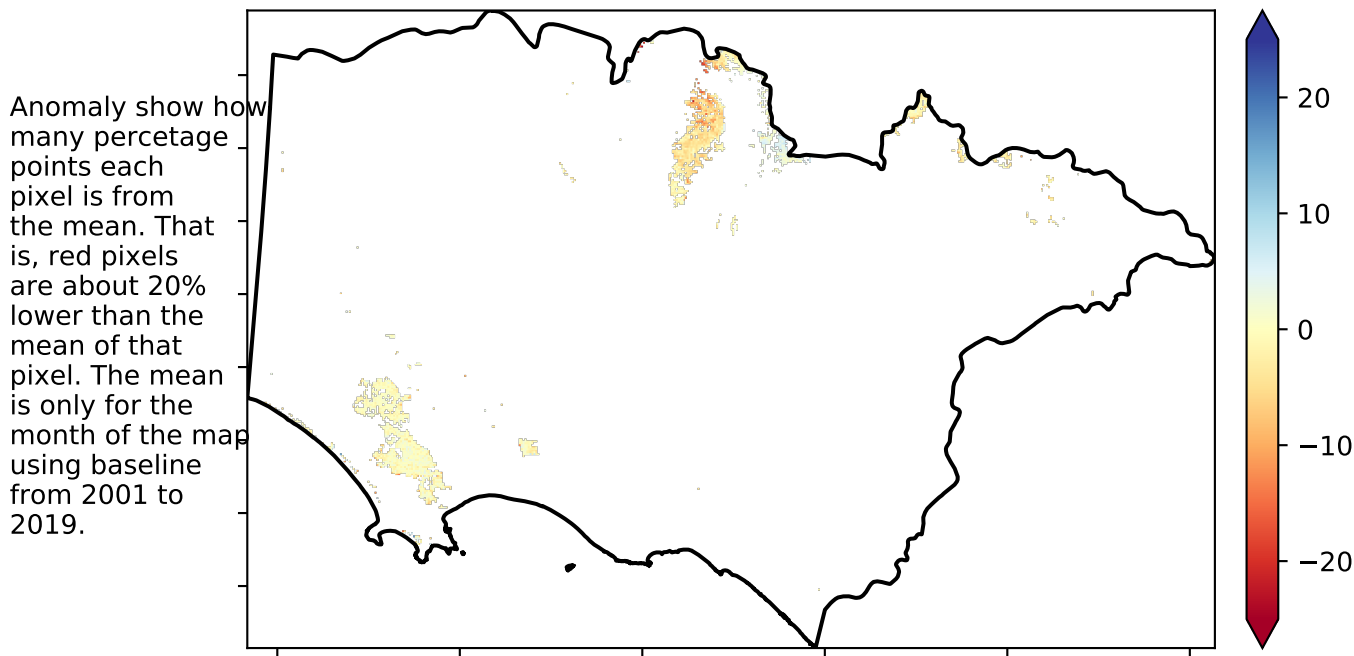 Anomaly show how
many percetage
points each
pixel is from
the mean. That
is, red pixels
are about 20%
lower than the
mean of that
pixel. The mean
is only for the
month of the map
using baseline
from 2001 to
2019.
20
10
0
−10
−20